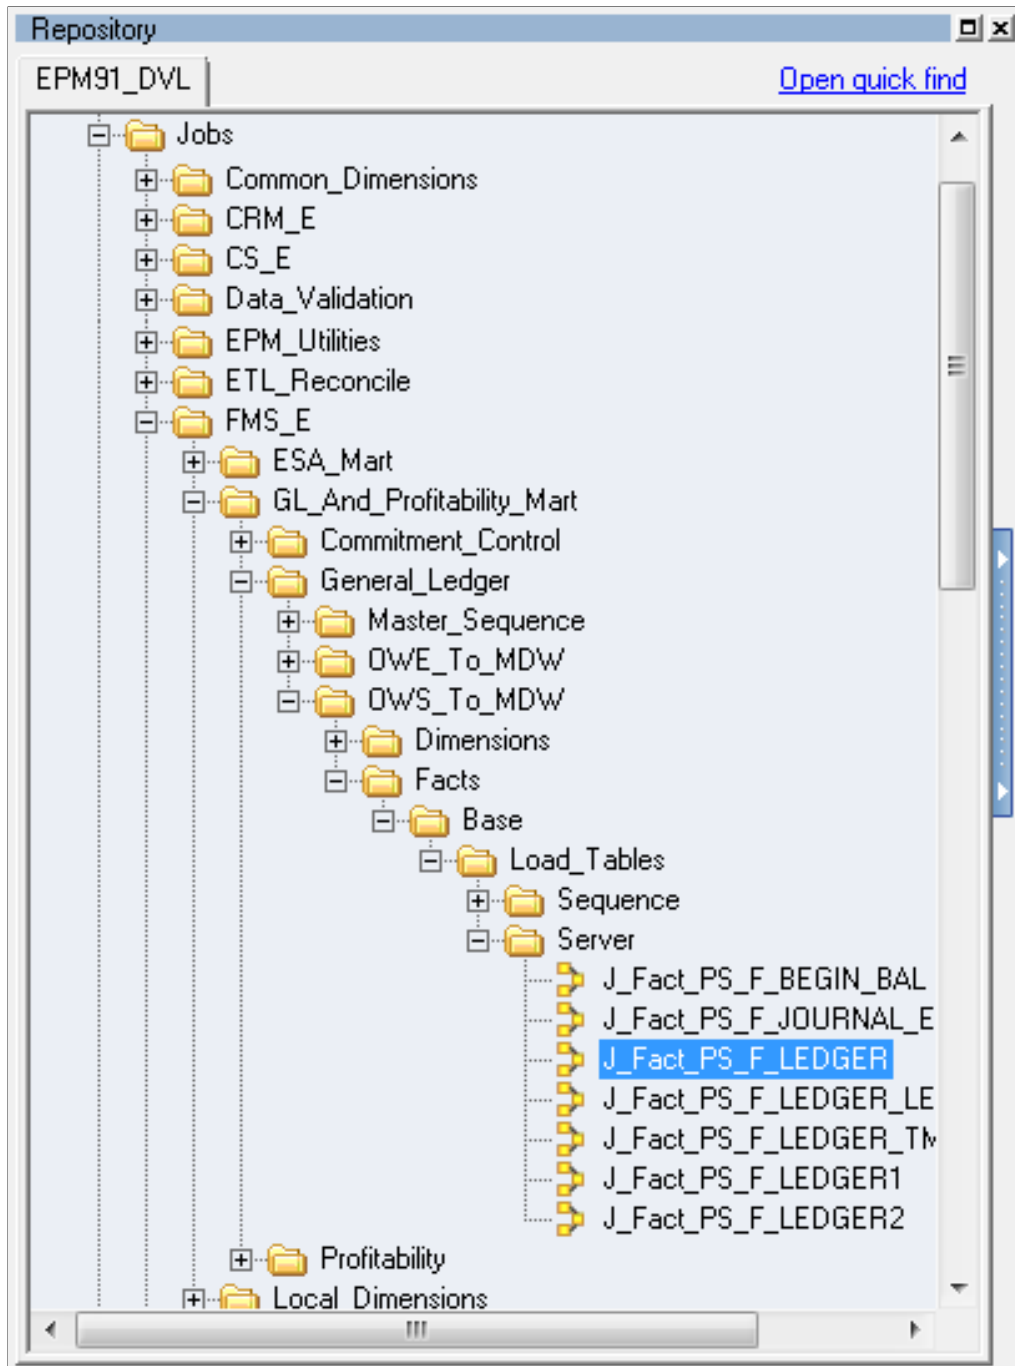 Repository
EPM91_DVL
Open quick find
Jobs
Common_Dimensions
CRM_E
CS_E
Data_Validation
EPM_Utilities
ETL_Reconcile
FMS_E
ESA_Mart
GL_And_Profitability_Mart
Commitment_Control
General_Ledger
Master_Sequence
OWE_To_MDW
OWS_To_MDW
Dimensions
Facts
Base
Load_Tables
Sequence
Server
J_Fact_PS_F_BEGIN_BAL
J_Fact_PS_F_JOURNAL_E
J_Fact_PS_F_LEDGER
J_Fact_PS_F_LEDGER_LE
J_Fact_PS_F_LEDGER_TM
J_Fact_PS_F_LEDGER1
J_Fact_PS_F_LEDGER2
Profitability
Local_Dimensions